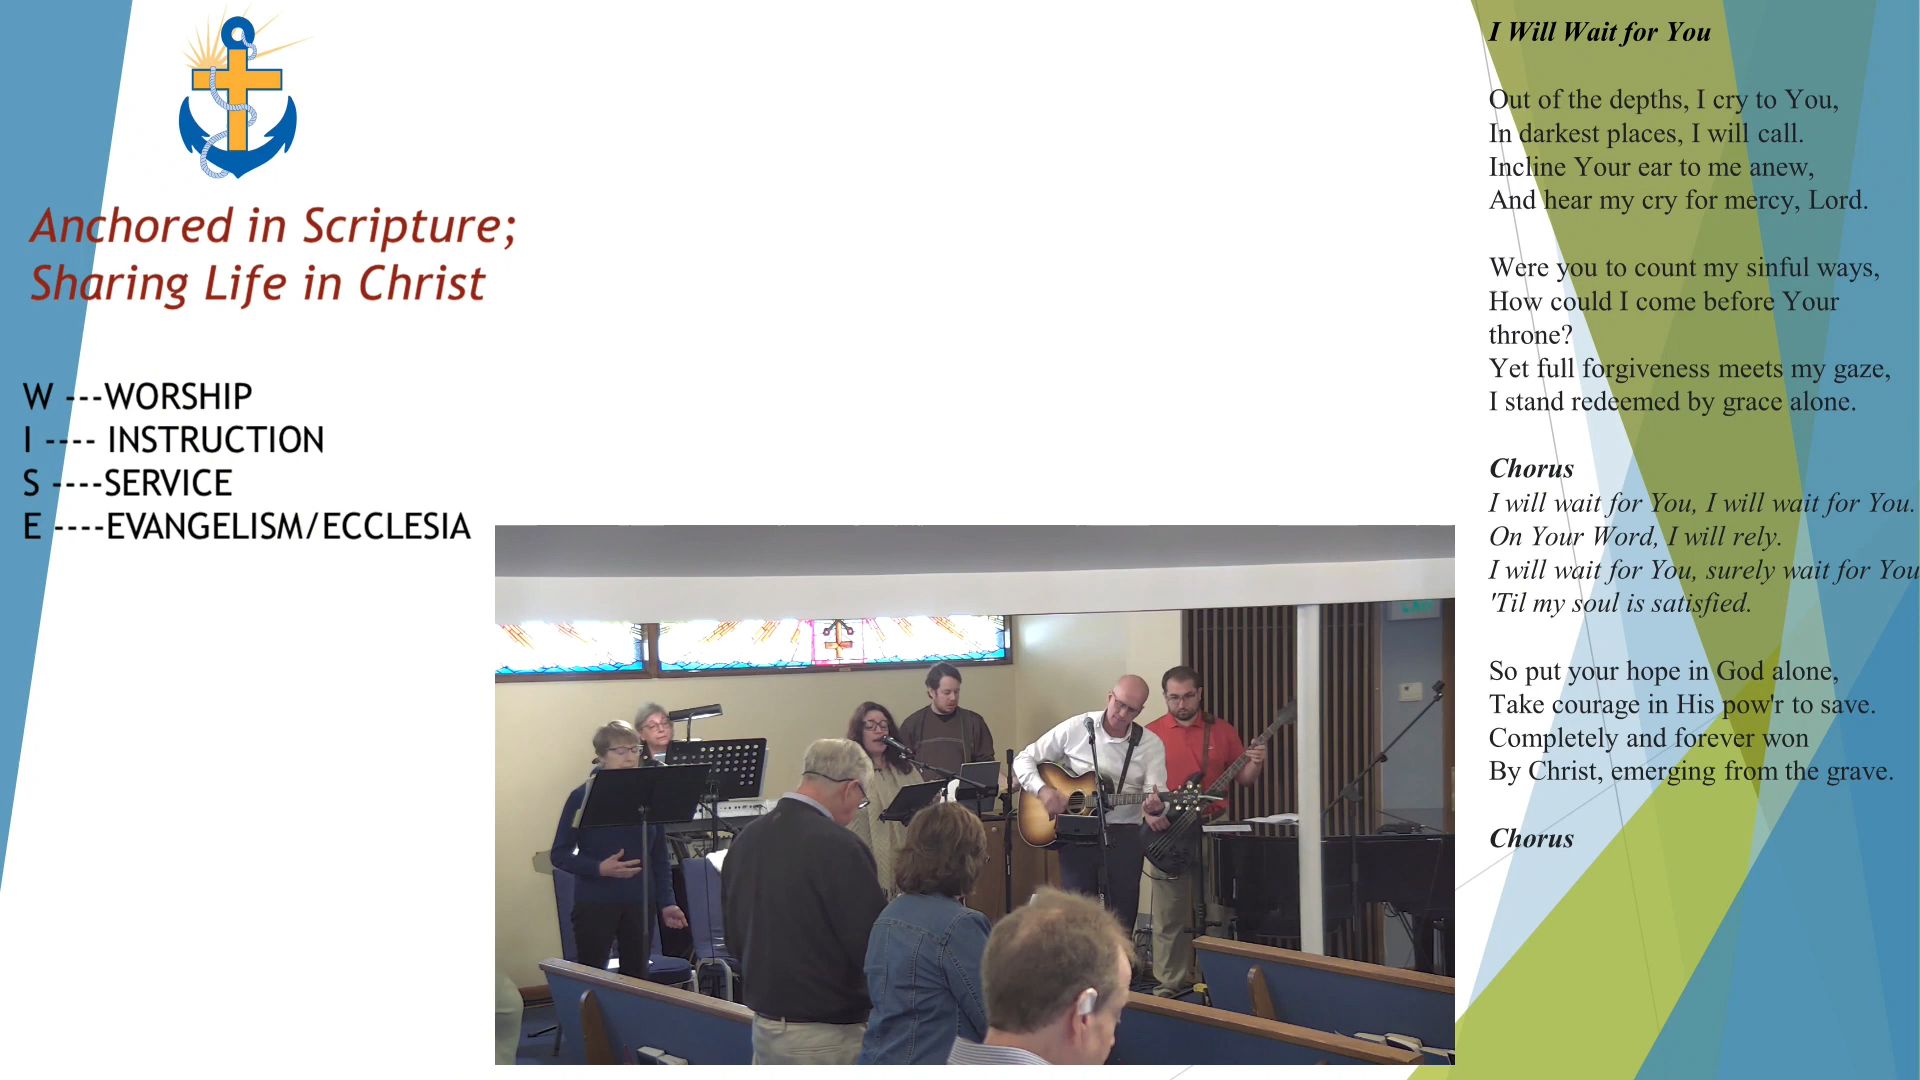 Anchored in Scripture;
Sharing Life in Christ
W ---WORSHIP
I ---- INSTRUCTION
S ----SERVICE
E ----EVANGELISM/ECCLESIA
I Will Wait for You
Out of the depths, I cry to You,
In darkest places, I will call.
Incline Your ear to me anew,
And hear my cry for mercy, Lord.
Were you to count my sinful ways,
How could I come before Your
throne?
Yet full forgiveness meets my gaze,
I stand redeemed by grace alone.
Chorus
I will wait for You, I will wait for You.
On Your Word, I will rely.
I will wait for You, surely wait for You
'Til my soul is satisfied.
So put your hope in God alone,
Take courage in His pow'r to save.
Completely and forever won
By Christ, emerging from the grave.
Chorus